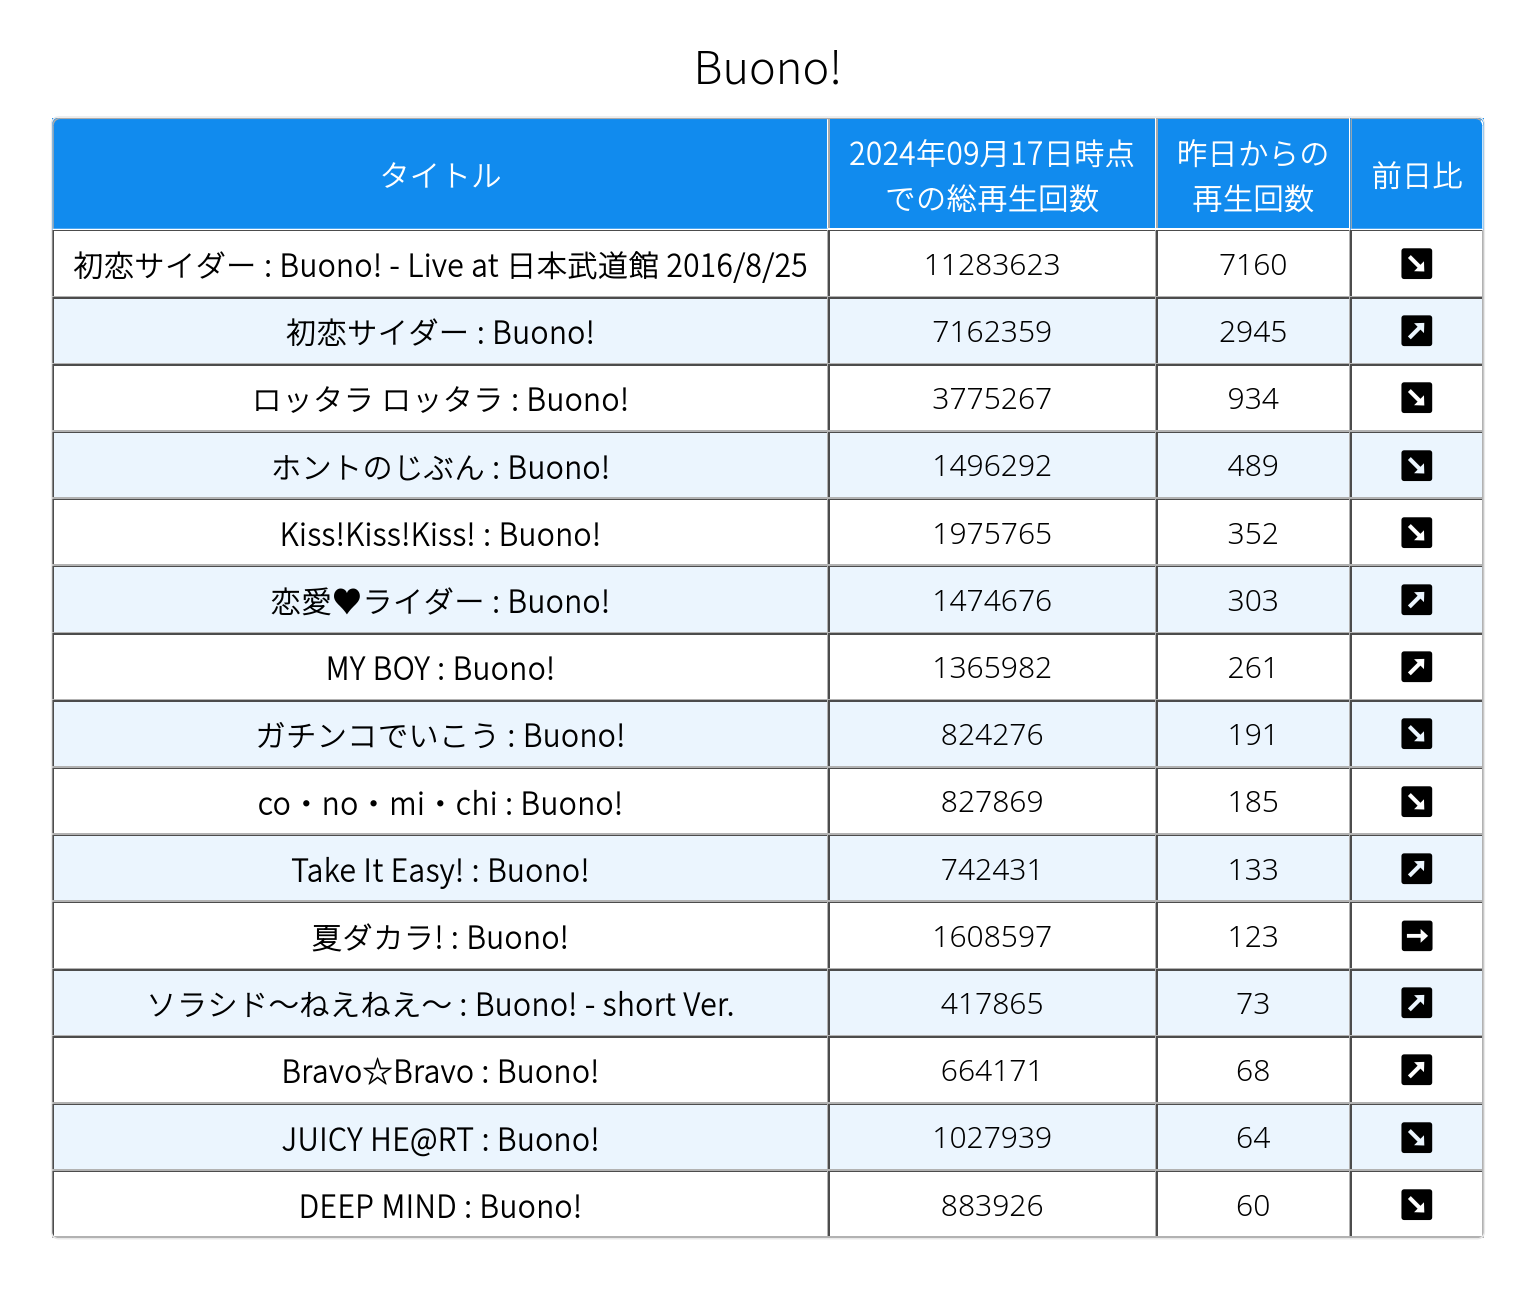 Buono!
タイトル 2024年09月17日時点での総再生回数 昨日からの再生回数 前日比
初恋サイダー : Buono! - Live at 日本武道館 2016/8/25 11283623 7160 ↘
初恋サイダー : Buono! 7162359 2945 ↗
ロッタラ ロッタラ : Buono! 3775267 934 ↘
ホントのじぶん : Buono! 1496292 489 ↘
Kiss!Kiss!Kiss! : Buono! 1975765 352 ↘
恋愛♥ライダー : Buono! 1474676 303 ↗
MY BOY : Buono! 1365982 261 ↗
ガチンコでいこう : Buono! 824276 191 ↘
co・no・mi・chi : Buono! 827869 185 ↘
Take It Easy! : Buono! 742431 133 ↗
夏ダカラ! : Buono! 1608597 123 →
ソラシド〜ねえねえ〜 : Buono! - short Ver. 417865 73 ↗
Bravo☆Bravo : Buono! 664171 68 ↗
JUICY HE@RT : Buono! 1027939 64 ↘
DEEP MIND : Buono! 883926 60 ↘